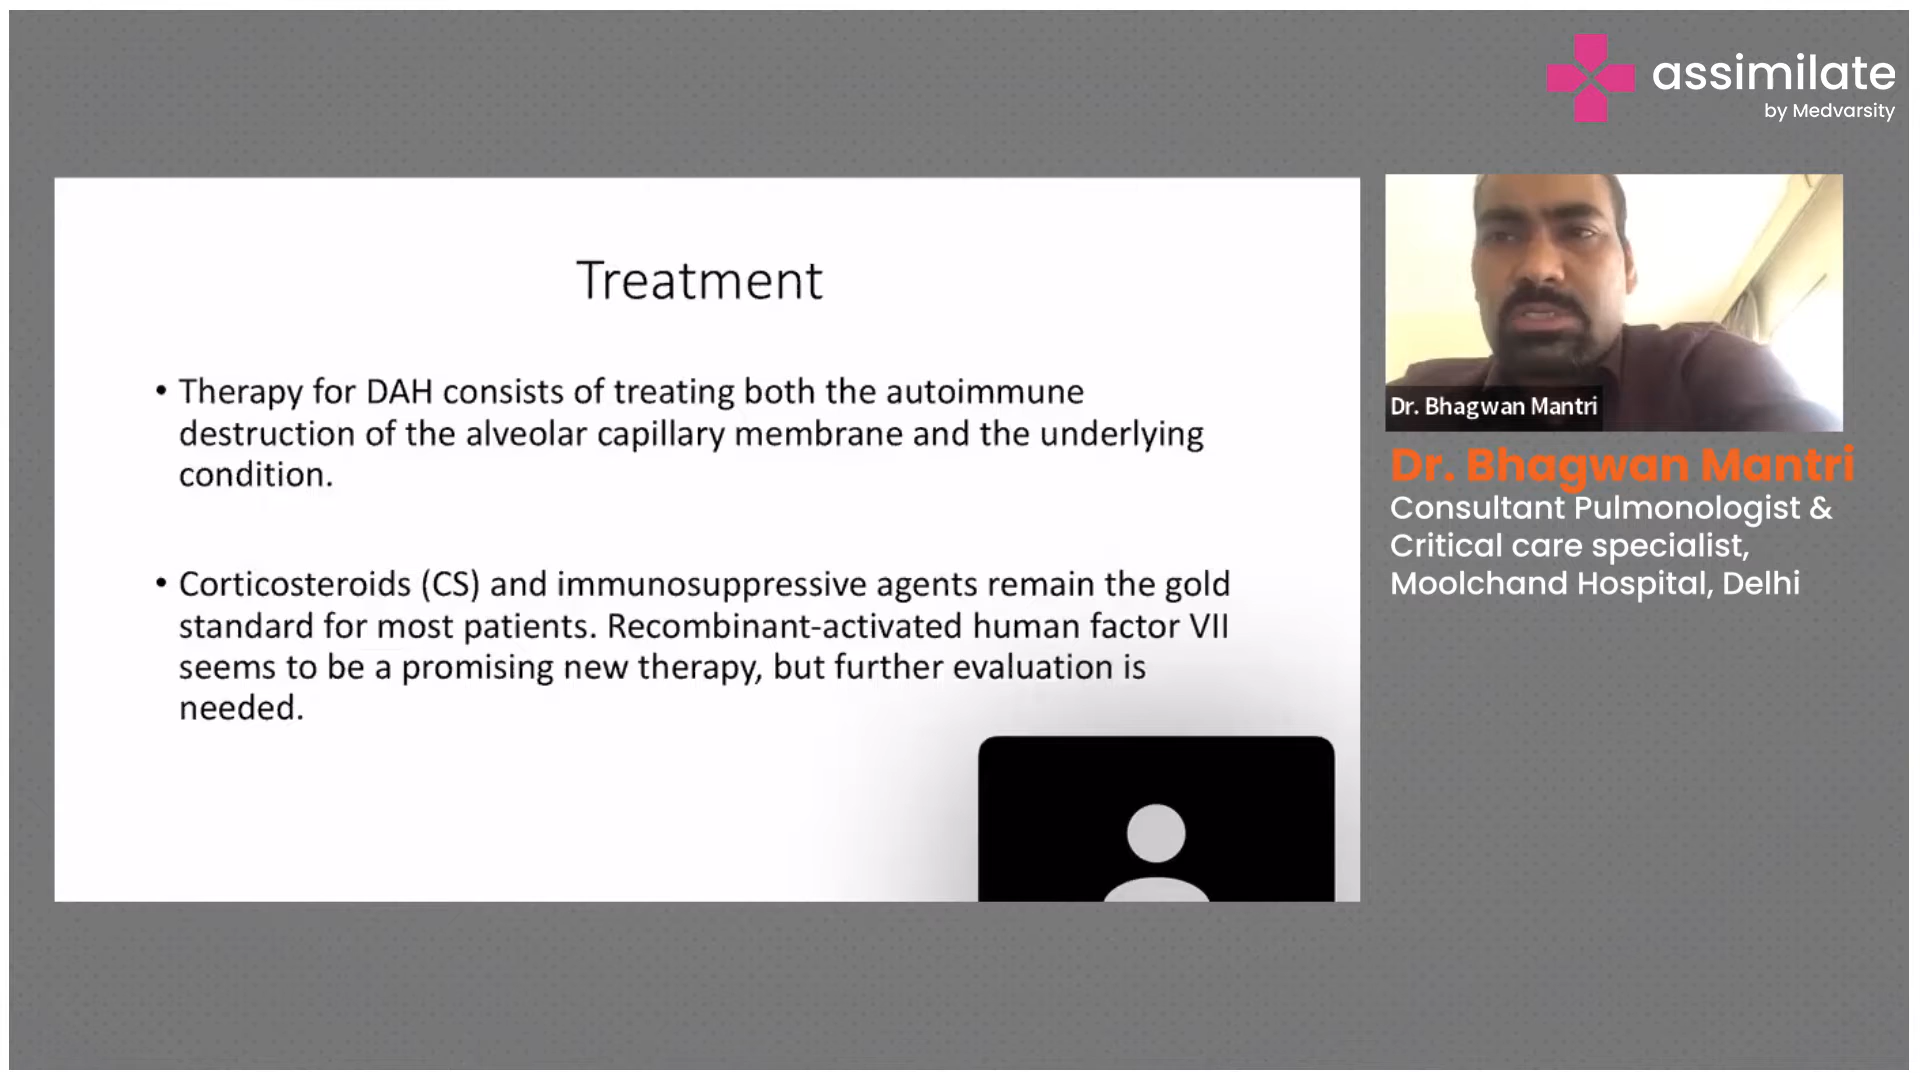 assimilate
by Medvarsity
Treatment
• Therapy for DAH consists of treating both the autoimmune
destruction of the alveolar capillary membrane and the underlying
condition.
• Corticosteroids (CS) and immunosuppressive agents remain the gold
standard for most patients. Recombinant-activated human factor VII
seems to be a promising new therapy, but further evaluation is
needed.
Dr. Bhagwan Mantri
Dr. Bhagwan Mantri
Consultant Pulmonologist &
Critical care specialist,
Moolchand Hospital, Delhi